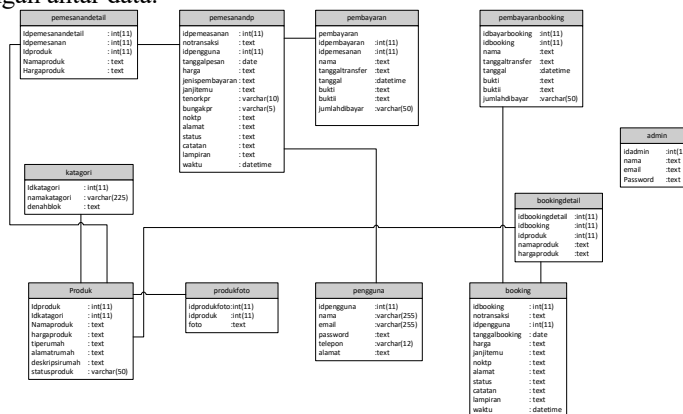 gan antar data.
pemesanandetail
Idpemesanandetail : int(11)
Idpemesanan : int(11)
Idproduk : int(11)
Namaproduk : text
Hargaproduk : text
pemesanandp
idpemeasanan : int(11)
notransaksi : text
idpengguna : int(11)
tanggalpesan : date
harga : text
jenispembayaran : text
janjitemu : text
tenorkpr : varchar(10)
bungakpr : varchar(5)
noktp : text
alamat : text
status : text
catatan : text
lampiran : text
waktu : datetime
pembayaran
pembayaran
idpembayaran :int(11)
idpemesanan :int(11)
nama :text
tanggaltransfer :text
tanggal :datetime
bukti :text
buktii :text
jumlahdibayar :varchar(50)
pembayaranbooking
idbayarbooking :int(11)
idbooking :int(11)
nama :text
tanggaltransfer :text
tanggal :datetime
bukti :text
buktii :text
jumlahdibayar :varchar(50)
admin
idadmin :int(1
nama :text
email :text
Password :text
katagori
Idkatagori : int(11)
namakatagori : varchar(225)
denahblok : text
bookingdetail
idbookingdetail :int(11)
idbooking :int(11)
idproduk :int(11)
namaproduk :text
hargaproduk :text
Produk
Idproduk : int(11)
Idkatagori : int(11)
Namaproduk : text
hargaproduk : text
tiperumah : text
alamatrumah : text
deskripsirumah : text
statusproduk : varchar(50)
produkfoto
idprodukfoto:int(11)
idproduk :int(11)
foto :text
pengguna
idpengguna :int(11)
nama :varchar(255)
email :varchar(255)
password :text
telepon :varchar(12)
alamat :text
booking
idbooking : int(11)
notransaksi : text
idpengguna : int(11)
tanggalbooking : date
harga : text
janjitemu : text
noktp : text
alamat : text
status : text
catatan : text
lampiran : text
waktu : datetime